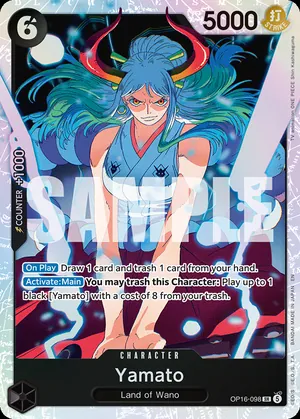 6
5000
打
STRIKE
COUNTER +1000
SAMPLE
On Play Draw 1 card and trash 1 card from your hand.
Activate:Main You may trash this Character: Play up to 1
black [Yamato] with a cost of 8 from your trash.
CHARACTER
Yamato
Land of Wano
OP16-098 SR